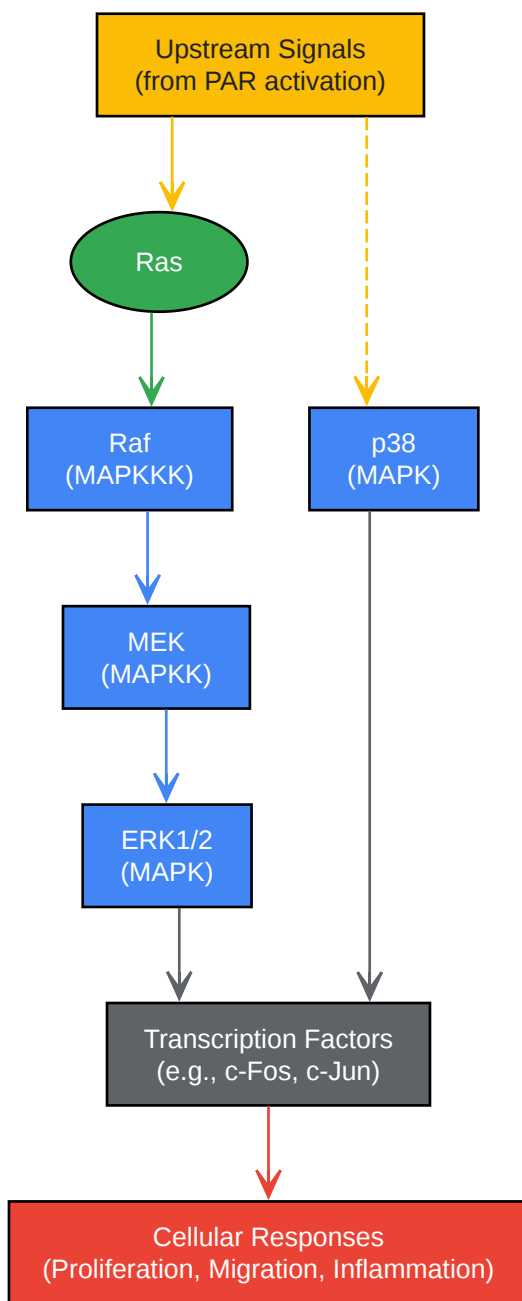 Upstream Signals
(from PAR activation)
Ras
Raf
(MAPKKK)
p38
(MAPK)
MEK
(MAPKK)
ERK1/2
(MAPK)
Transcription Factors
(e.g., c-Fos, c-Jun)
Cellular Responses
(Proliferation, Migration, Inflammation)